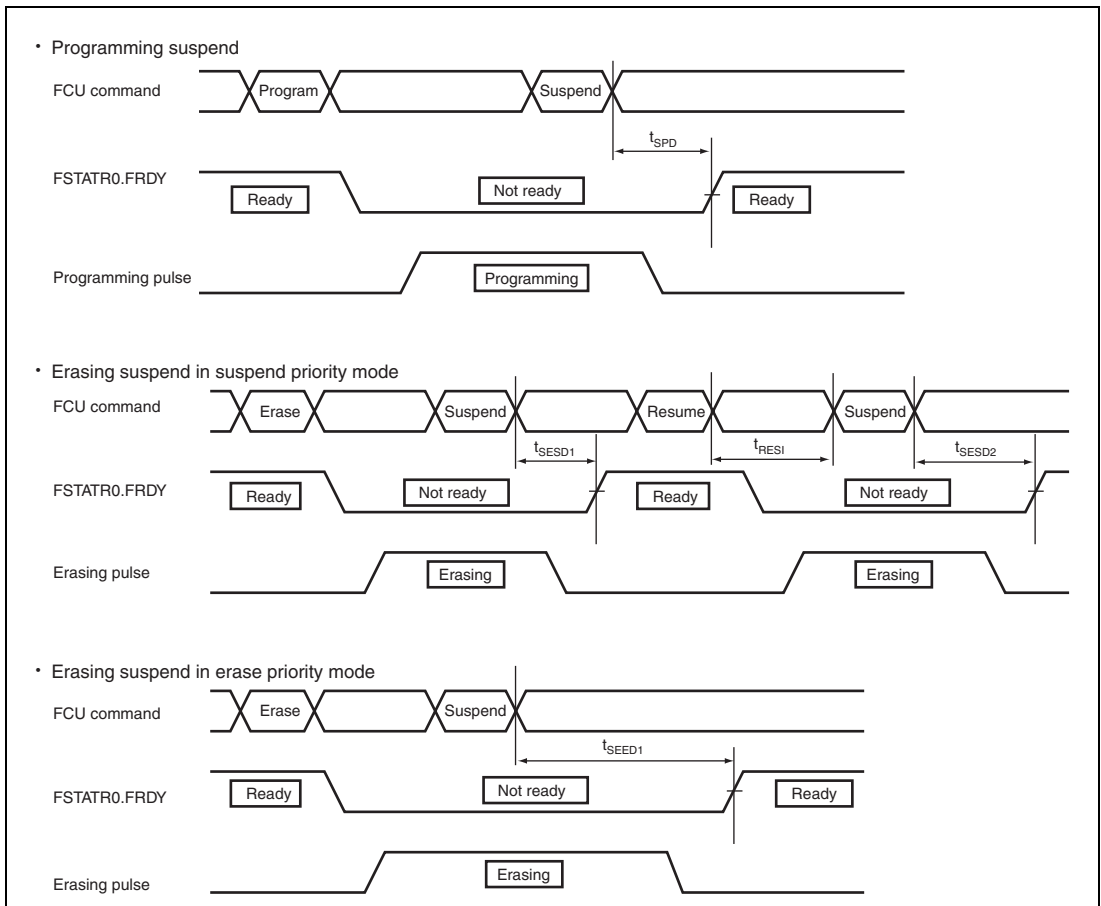 • Programming suspend
FCU command
Program
Suspend
tSPD
FSTATR0.FRDY
Ready
Not ready
Ready
Programming pulse
Programming
• Erasing suspend in suspend priority mode
FCU command
Erase
Suspend
Resume
Suspend
tSESD1
tRESI
tSESD2
FSTATR0.FRDY
Ready
Not ready
Ready
Not ready
Erasing pulse
Erasing
Erasing
• Erasing suspend in erase priority mode
FCU command
Erase
Suspend
tSEED1
FSTATR0.FRDY
Ready
Not ready
Ready
Erasing pulse
Erasing